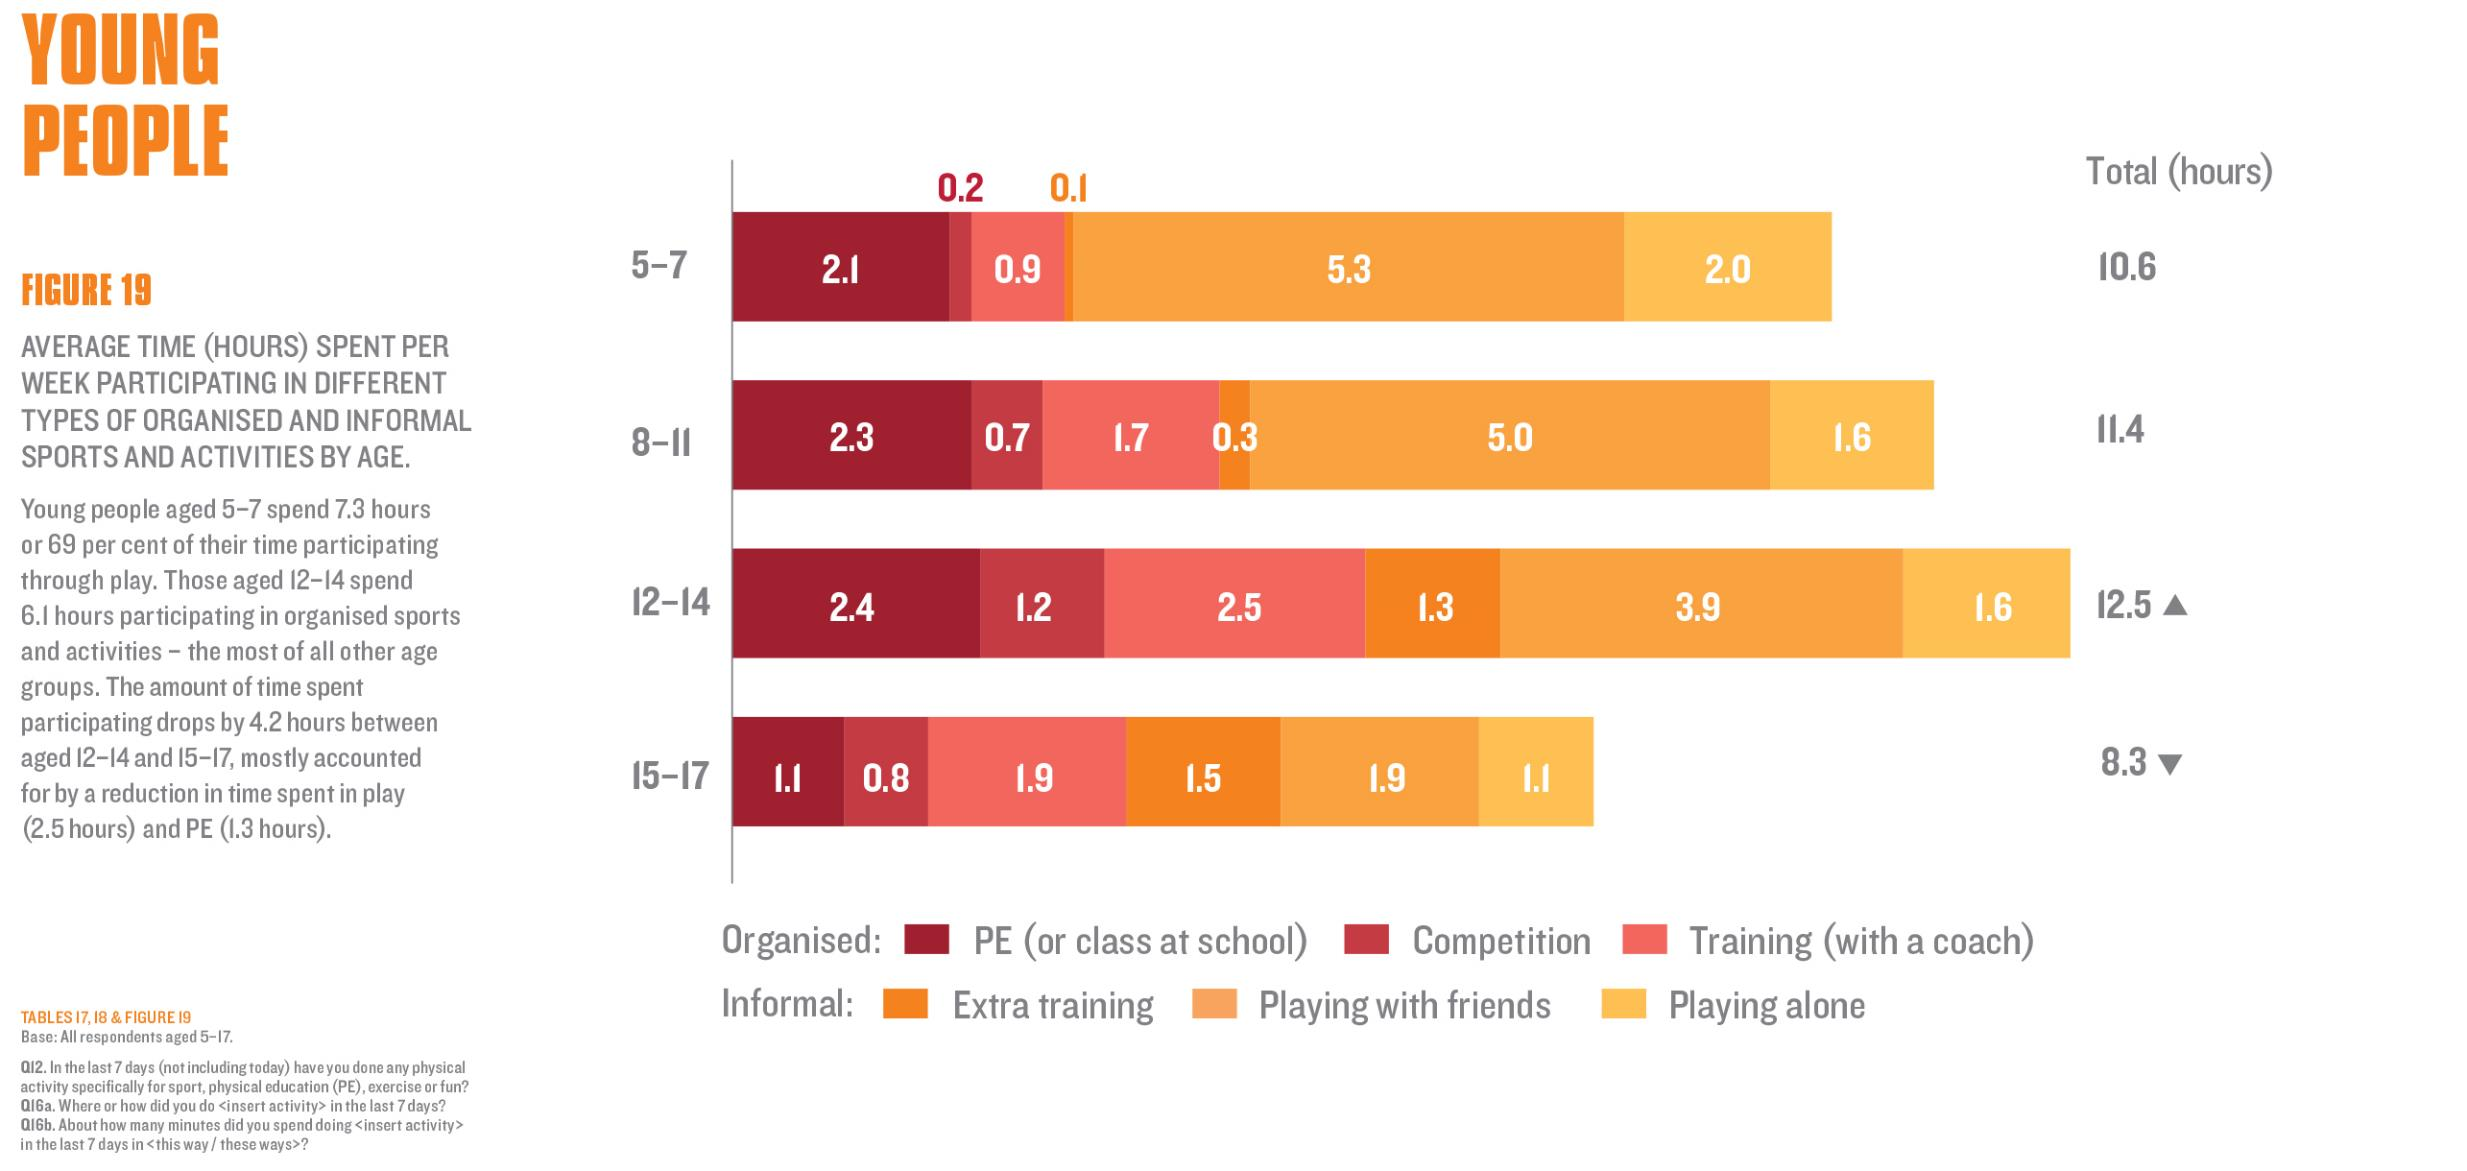 YOUNG
PEOPLE
FIGURE 19
AVERAGE TIME (HOURS) SPENT PER
WEEK PARTICIPATING IN DIFFERENT
TYPES OF ORGANISED AND INFORMAL
SPORTS AND ACTIVITIES BY AGE.
Young people aged 5–7 spend 7.3 hours
or 69 per cent of their time participating
through play. Those aged 12–14 spend
6.1 hours participating in organised sports
and activities – the most of all other age
groups. The amount of time spent
participating drops by 4.2 hours between
aged 12–14 and 15–17, mostly accounted
for by a reduction in time spent in play
(2.5 hours) and PE (1.3 hours).
TABLES 17, 18 & FIGURE 19
Base: All respondents aged 5–17.
Q12. In the last 7 days (not including today) have you done any physical
activity specifically for sport, physical education (PE), exercise or fun?
Q16a. Where or how did you do <insert activity> in the last 7 days?
Q16b. About how many minutes did you spend doing <insert activity>
in the last 7 days in <this way / these ways>?
Total (hours)
0.2 0.1
5–7 2.1 0.9 5.3 2.0 10.6
8–11 2.3 0.7 1.7 0.3 5.0 1.6 11.4
12–14 2.4 1.2 2.5 1.3 3.9 1.6 12.5 ▲
15–17 1.1 0.8 1.9 1.5 1.9 1.1 8.3 ▼
Organised: PE (or class at school) Competition Training (with a coach)
Informal: Extra training Playing with friends Playing alone